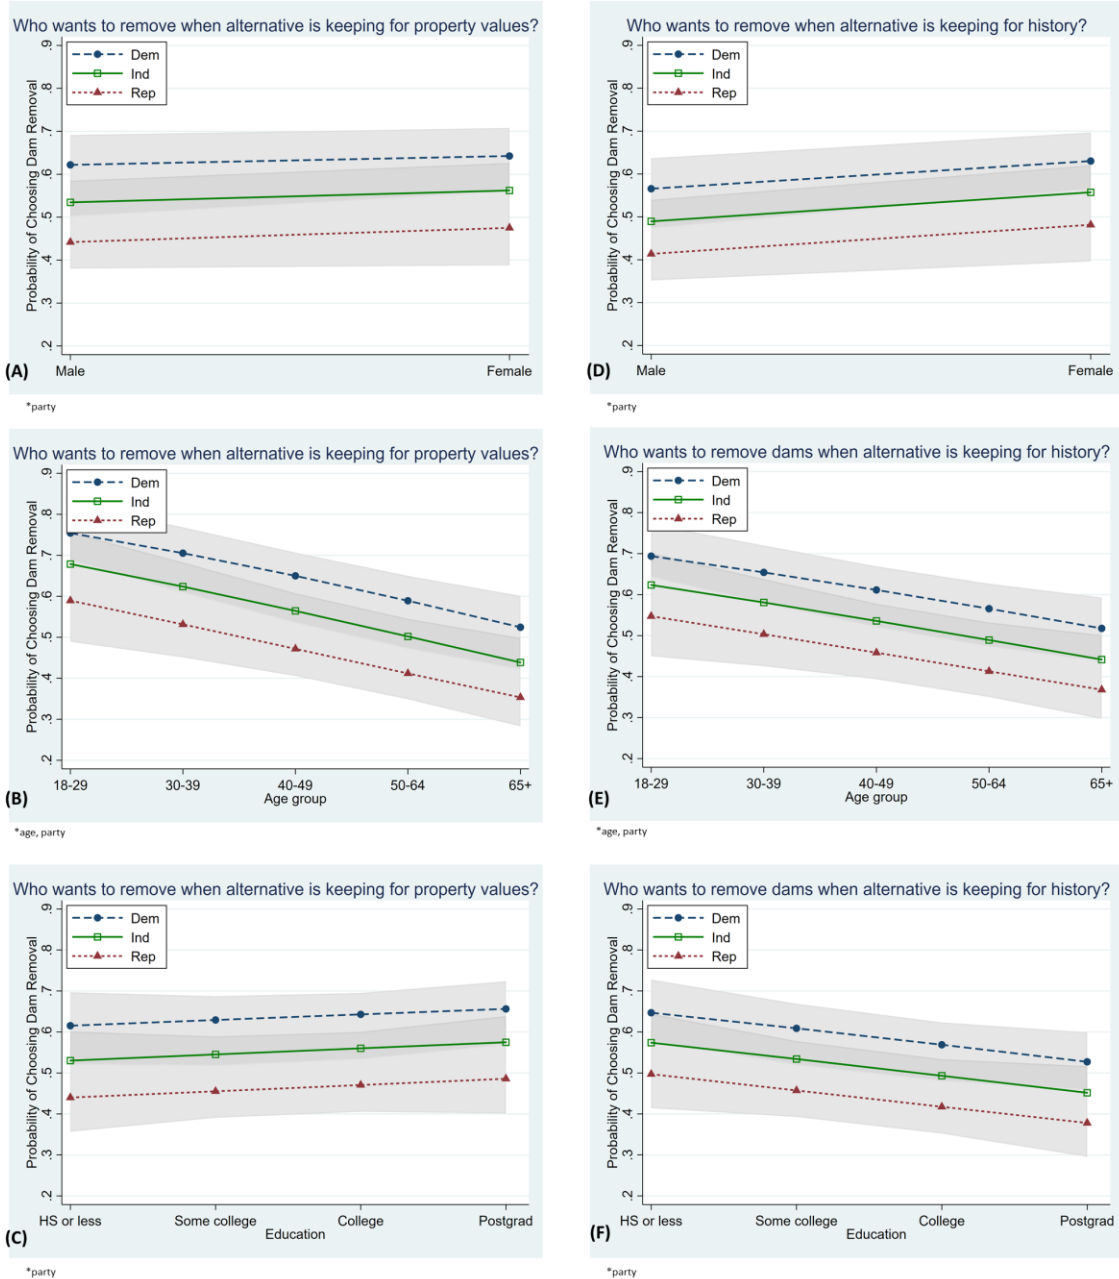 Who wants to remove when alternative is keeping for property values?
Probability of Choosing Dam Removal
.9
.8
.7
.6
.5
.4
.3
.2
Dem
Ind
Rep
Male
Female
(A)
*party
Who wants to remove when alternative is keeping for history?
Probability of Choosing Dam Removal
.9
.8
.7
.6
.5
.4
.3
.2
Dem
Ind
Rep
Male
Female
(D)
*party
Who wants to remove when alternative is keeping for property values?
Probability of Choosing Dam Removal
.9
.8
.7
.6
.5
.4
.3
.2
Dem
Ind
Rep
18-29
30-39
40-49
50-64
65+
Age group
(B)
*age, party
Who wants to remove dams when alternative is keeping for history?
Probability of Choosing Dam Removal
.9
.8
.7
.6
.5
.4
.3
.2
Dem
Ind
Rep
18-29
30-39
40-49
50-64
65+
Age group
(E)
*age, party
Who wants to remove when alternative is keeping for property values?
Probability of Choosing Dam Removal
.9
.8
.7
.6
.5
.4
.3
.2
Dem
Ind
Rep
HS or less
Some college
College
Postgrad
Education
(C)
*party
Who wants to remove dams when alternative is keeping for history?
Probability of Choosing Dam Removal
.9
.8
.7
.6
.5
.4
.3
.2
Dem
Ind
Rep
HS or less
Some college
College
Postgrad
Education
(F)
*party